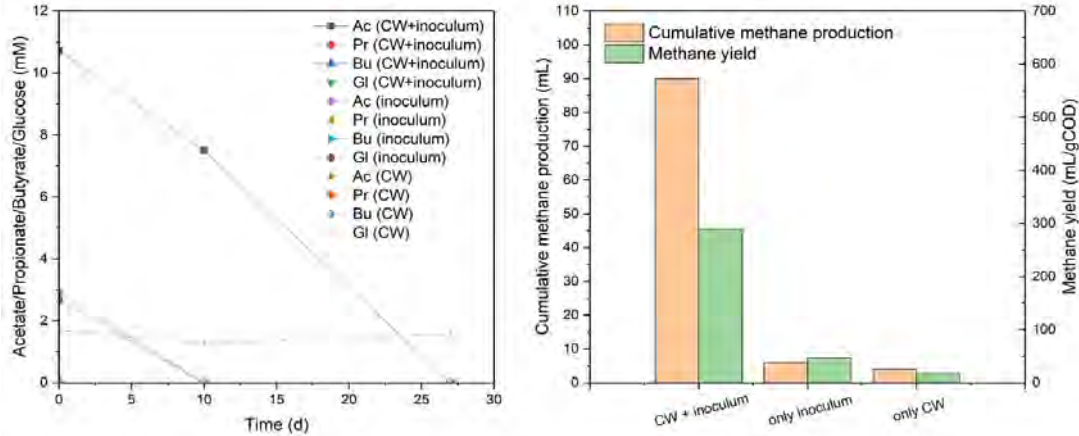 Acetate/Propionate/Butyrate/Glucose (mM)
12
10
8
6
4
2
0
0
5
10
15
20
25
30
Time (d)
Ac (CW+inoculum)
Pr (CW+inoculum)
Bu (CW+inoculum)
Gl (CW+inoculum)
Ac (inoculum)
Pr (inoculum)
Bu (inoculum)
Gl (inoculum)
Ac (CW)
Pr (CW)
Bu (CW)
Gl (CW)
Cumulative methane production (mL)
110
100
90
80
70
60
50
40
30
20
10
0
Cumulative methane production
Methane yield
CW + inoculum
only Inoculum
only CW
700
600
500
400
300
200
100
0
Methane yield (mL/gCOD)